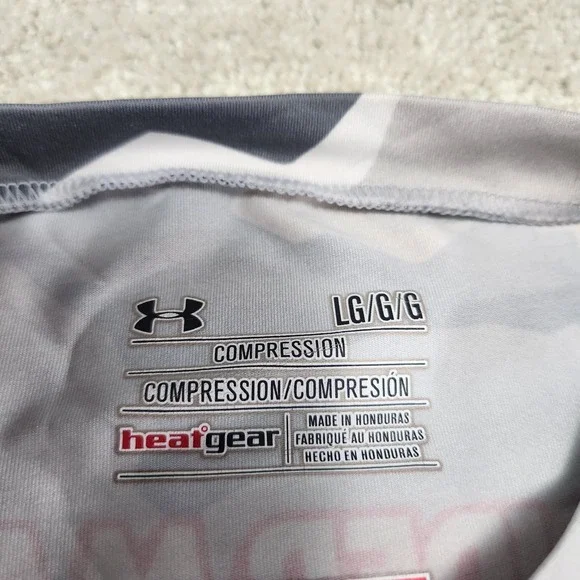 LG/G/G
COMPRESSION
COMPRESSION/COMPRESIÓN
heatgear
MADE IN HONDURAS
FABRIQUÉ AU HONDURAS
HECHO EN HONDURAS